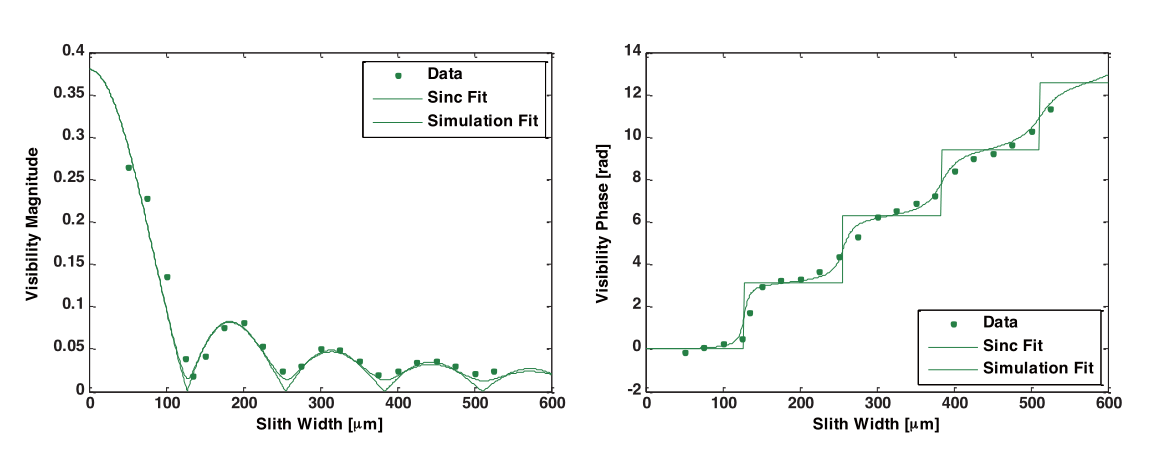 0.4
0.35
0.3
0.25
0.2
0.15
0.1
0.05
0
Visibility Magnitude
Data
Sinc Fit
Simulation Fit
0 100 200 300 400 500 600
Slith Width [μm]
14
12
10
8
6
4
2
0
-2
Visibility Phase [rad]
Data
Sinc Fit
Simulation Fit
0 100 200 300 400 500 600
Slith Width [μm]